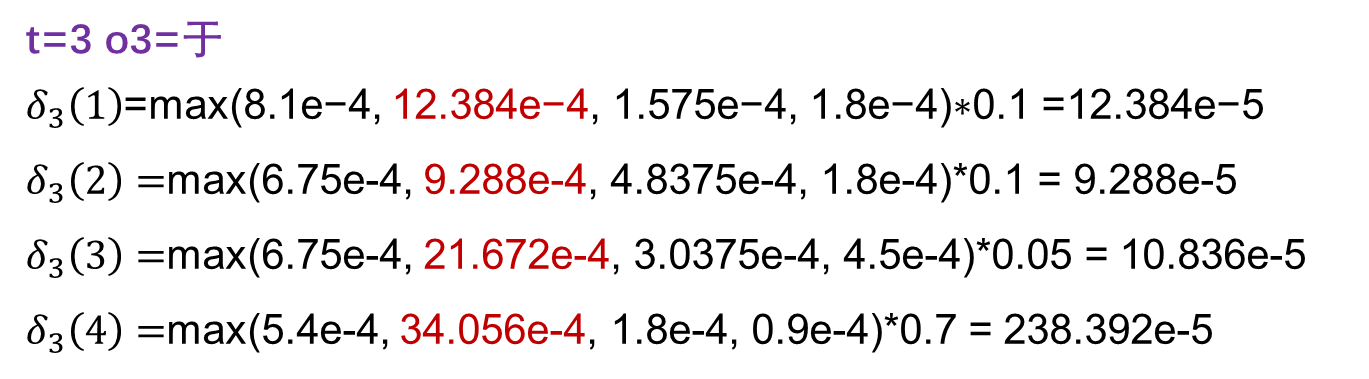 t=3 o3=于
δ₃(1)=max(8.1e−4, 12.384e−4, 1.575e−4, 1.8e−4)∗0.1 =12.384e−5
δ₃(2) =max(6.75e-4, 9.288e-4, 4.8375e-4, 1.8e-4)*0.1 = 9.288e-5
δ₃(3) =max(6.75e-4, 21.672e-4, 3.0375e-4, 4.5e-4)*0.05 = 10.836e-5
δ₃(4) =max(5.4e-4, 34.056e-4, 1.8e-4, 0.9e-4)*0.7 = 238.392e-5